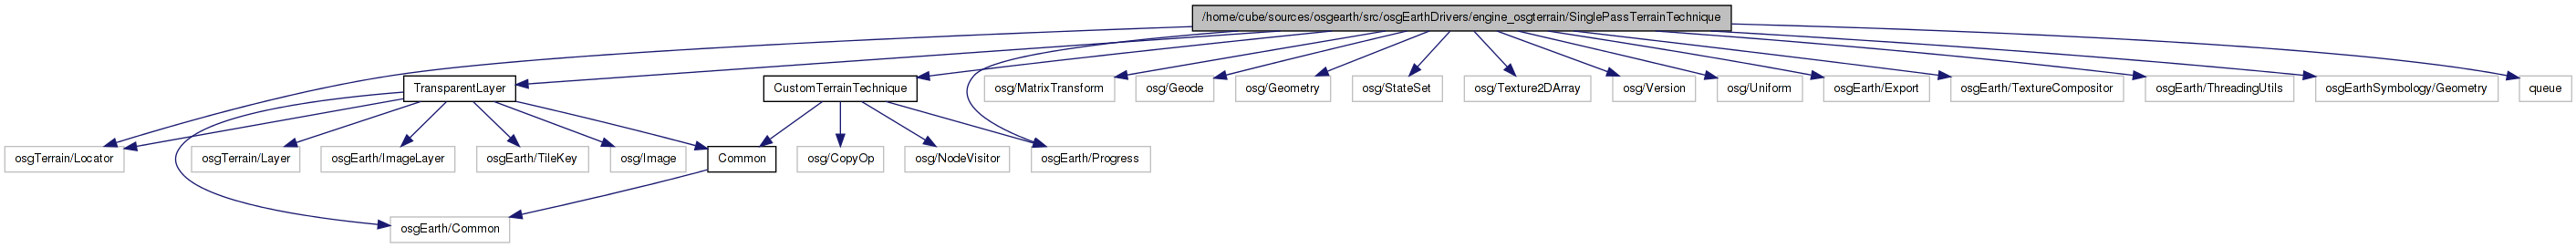 /home/cube/sources/osgearth/src/osgEarthDrivers/engine_osgterrain/SinglePassTerrainTechnique
TransparentLayer
CustomTerrainTechnique
osg/MatrixTransform
osg/Geode
osg/Geometry
osg/StateSet
osg/Texture2DArray
osg/Version
osg/Uniform
osgEarth/Export
osgEarth/TextureCompositor
osgEarth/ThreadingUtils
osgEarthSymbology/Geometry
queue
osgTerrain/Locator
osgTerrain/Layer
osgEarth/ImageLayer
osgEarth/TileKey
osg/Image
Common
osg/CopyOp
osg/NodeVisitor
osgEarth/Progress
osgEarth/Common